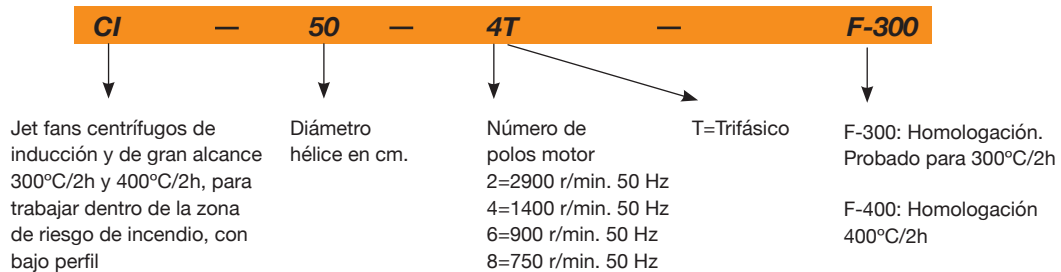 CI — 50 — 4T — F-300
Jet fans centrífugos de
inducción y de gran alcance
300ºC/2h y 400ºC/2h, para
trabajar dentro de la zona
de riesgo de incendio, con
bajo perfil
Diámetro
hélice en cm.
Número de
polos motor
2=2900 r/min. 50 Hz
4=1400 r/min. 50 Hz
6=900 r/min. 50 Hz
8=750 r/min. 50 Hz
T=Trifásico
F-300: Homologación.
Probado para 300ºC/2h
F-400: Homologación
400ºC/2h